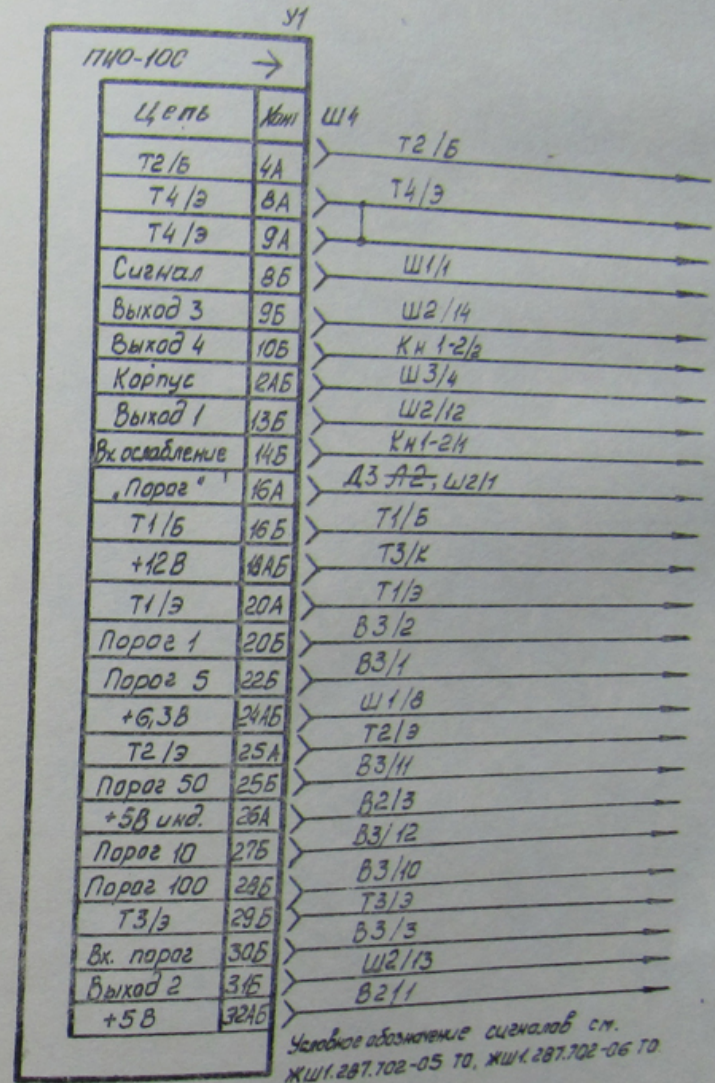 У1
ПЦО-10С →
Цепь Конт Ш4
Т2/Б 4А Т2/Б
Т4/Э 8А Т4/Э
Т4/Э 9А
Сигнал 8Б Ш1/1
Выход 3 9Б Ш2/14
Выход 4 10Б Кн 1-2/2
Корпус 12АБ Ш3/4
Выход 1 13Б Ш2/12
Вх ослабление 14Б Кн1-2/1
„Порог" 16А Д3 А2, Ш2/1
Т1/Б 16Б Т1/Б
+12В 18АБ Т3/К
Т1/Э 20А Т1/Э
Порог 1 20Б В3/2
Порог 5 22Б В3/1
+6,3В 24АБ Ш1/8
Т2/Э 25А Т2/Э
Порог 50 25Б В3/11
+5В инд. 26А В2/3
Порог 10 27Б В3/12
Порог 100 28Б В3/10
Т3/Э 29Б Т3/Э
Вх. порог 30Б В3/3
Выход 2 31Б Ш2/13
+5В 32АБ В2/1
Условное обозначение сигналов см.
ЖШ1.287.702-05 ТО, ЖШ1.287.702-06 ТО